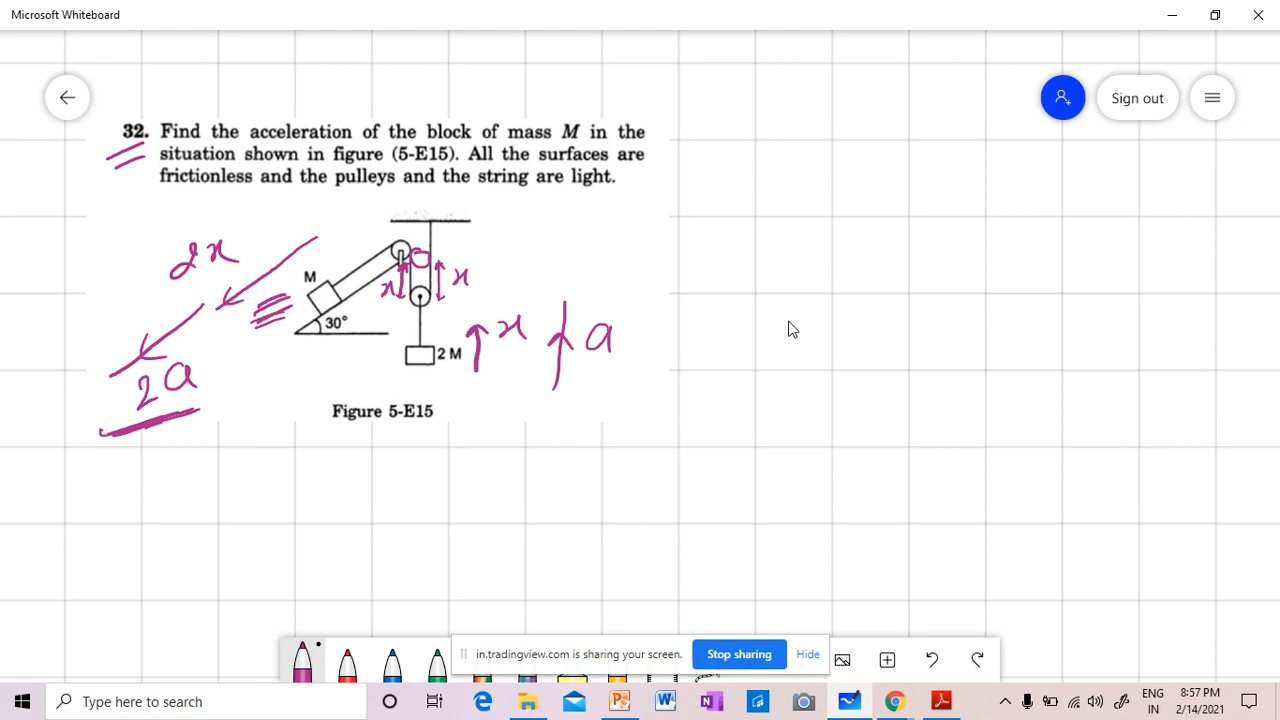 Microsoft Whiteboard
Sign out
32. Find the acceleration of the block of mass M in the
situation shown in figure (5-E15). All the surfaces are
frictionless and the pulleys and the string are light.
2x
M
x
x
30°
2 M
x
a
2a
Figure 5-E15
in.tradingview.com is sharing your screen.
Stop sharing
Hide
Type here to search
ENG
IN
8:57 PM
2/14/2021